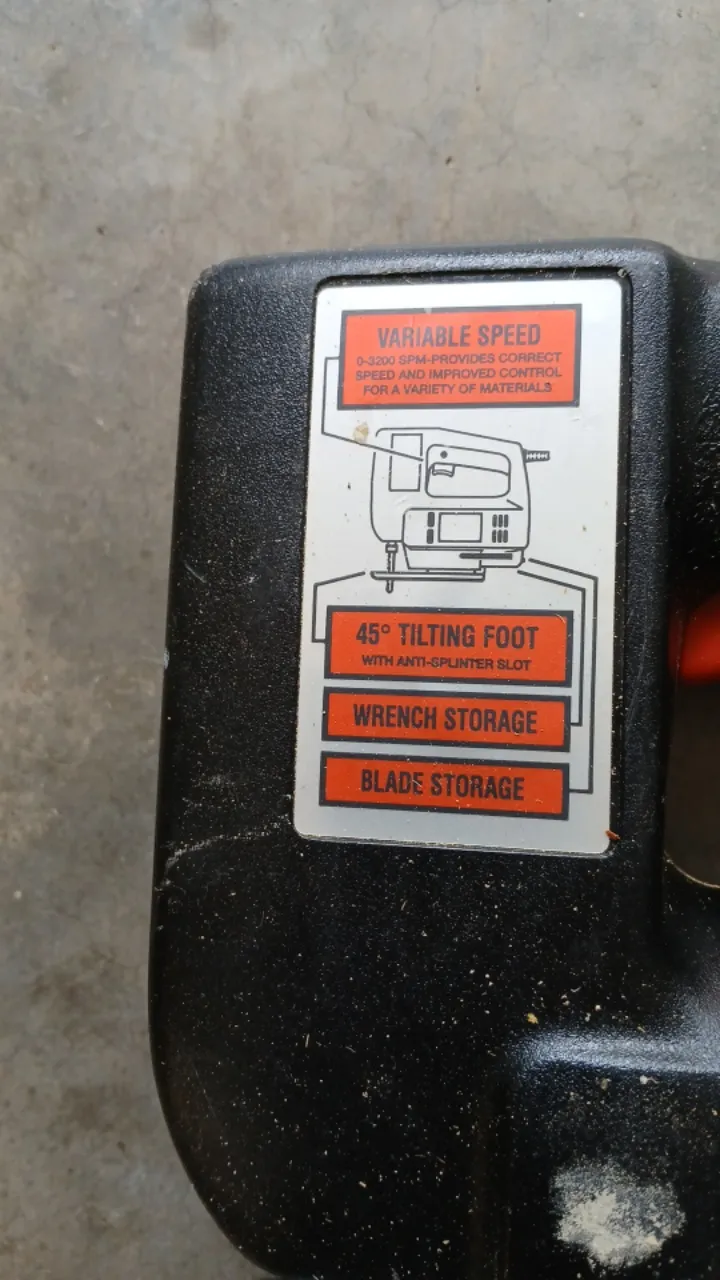 VARIABLE SPEED
0-3200 SPM-PROVIDES CORRECT
SPEED AND IMPROVED CONTROL
FOR A VARIETY OF MATERIALS
45° TILTING FOOT
WITH ANTI-SPLINTER SLOT
WRENCH STORAGE
BLADE STORAGE